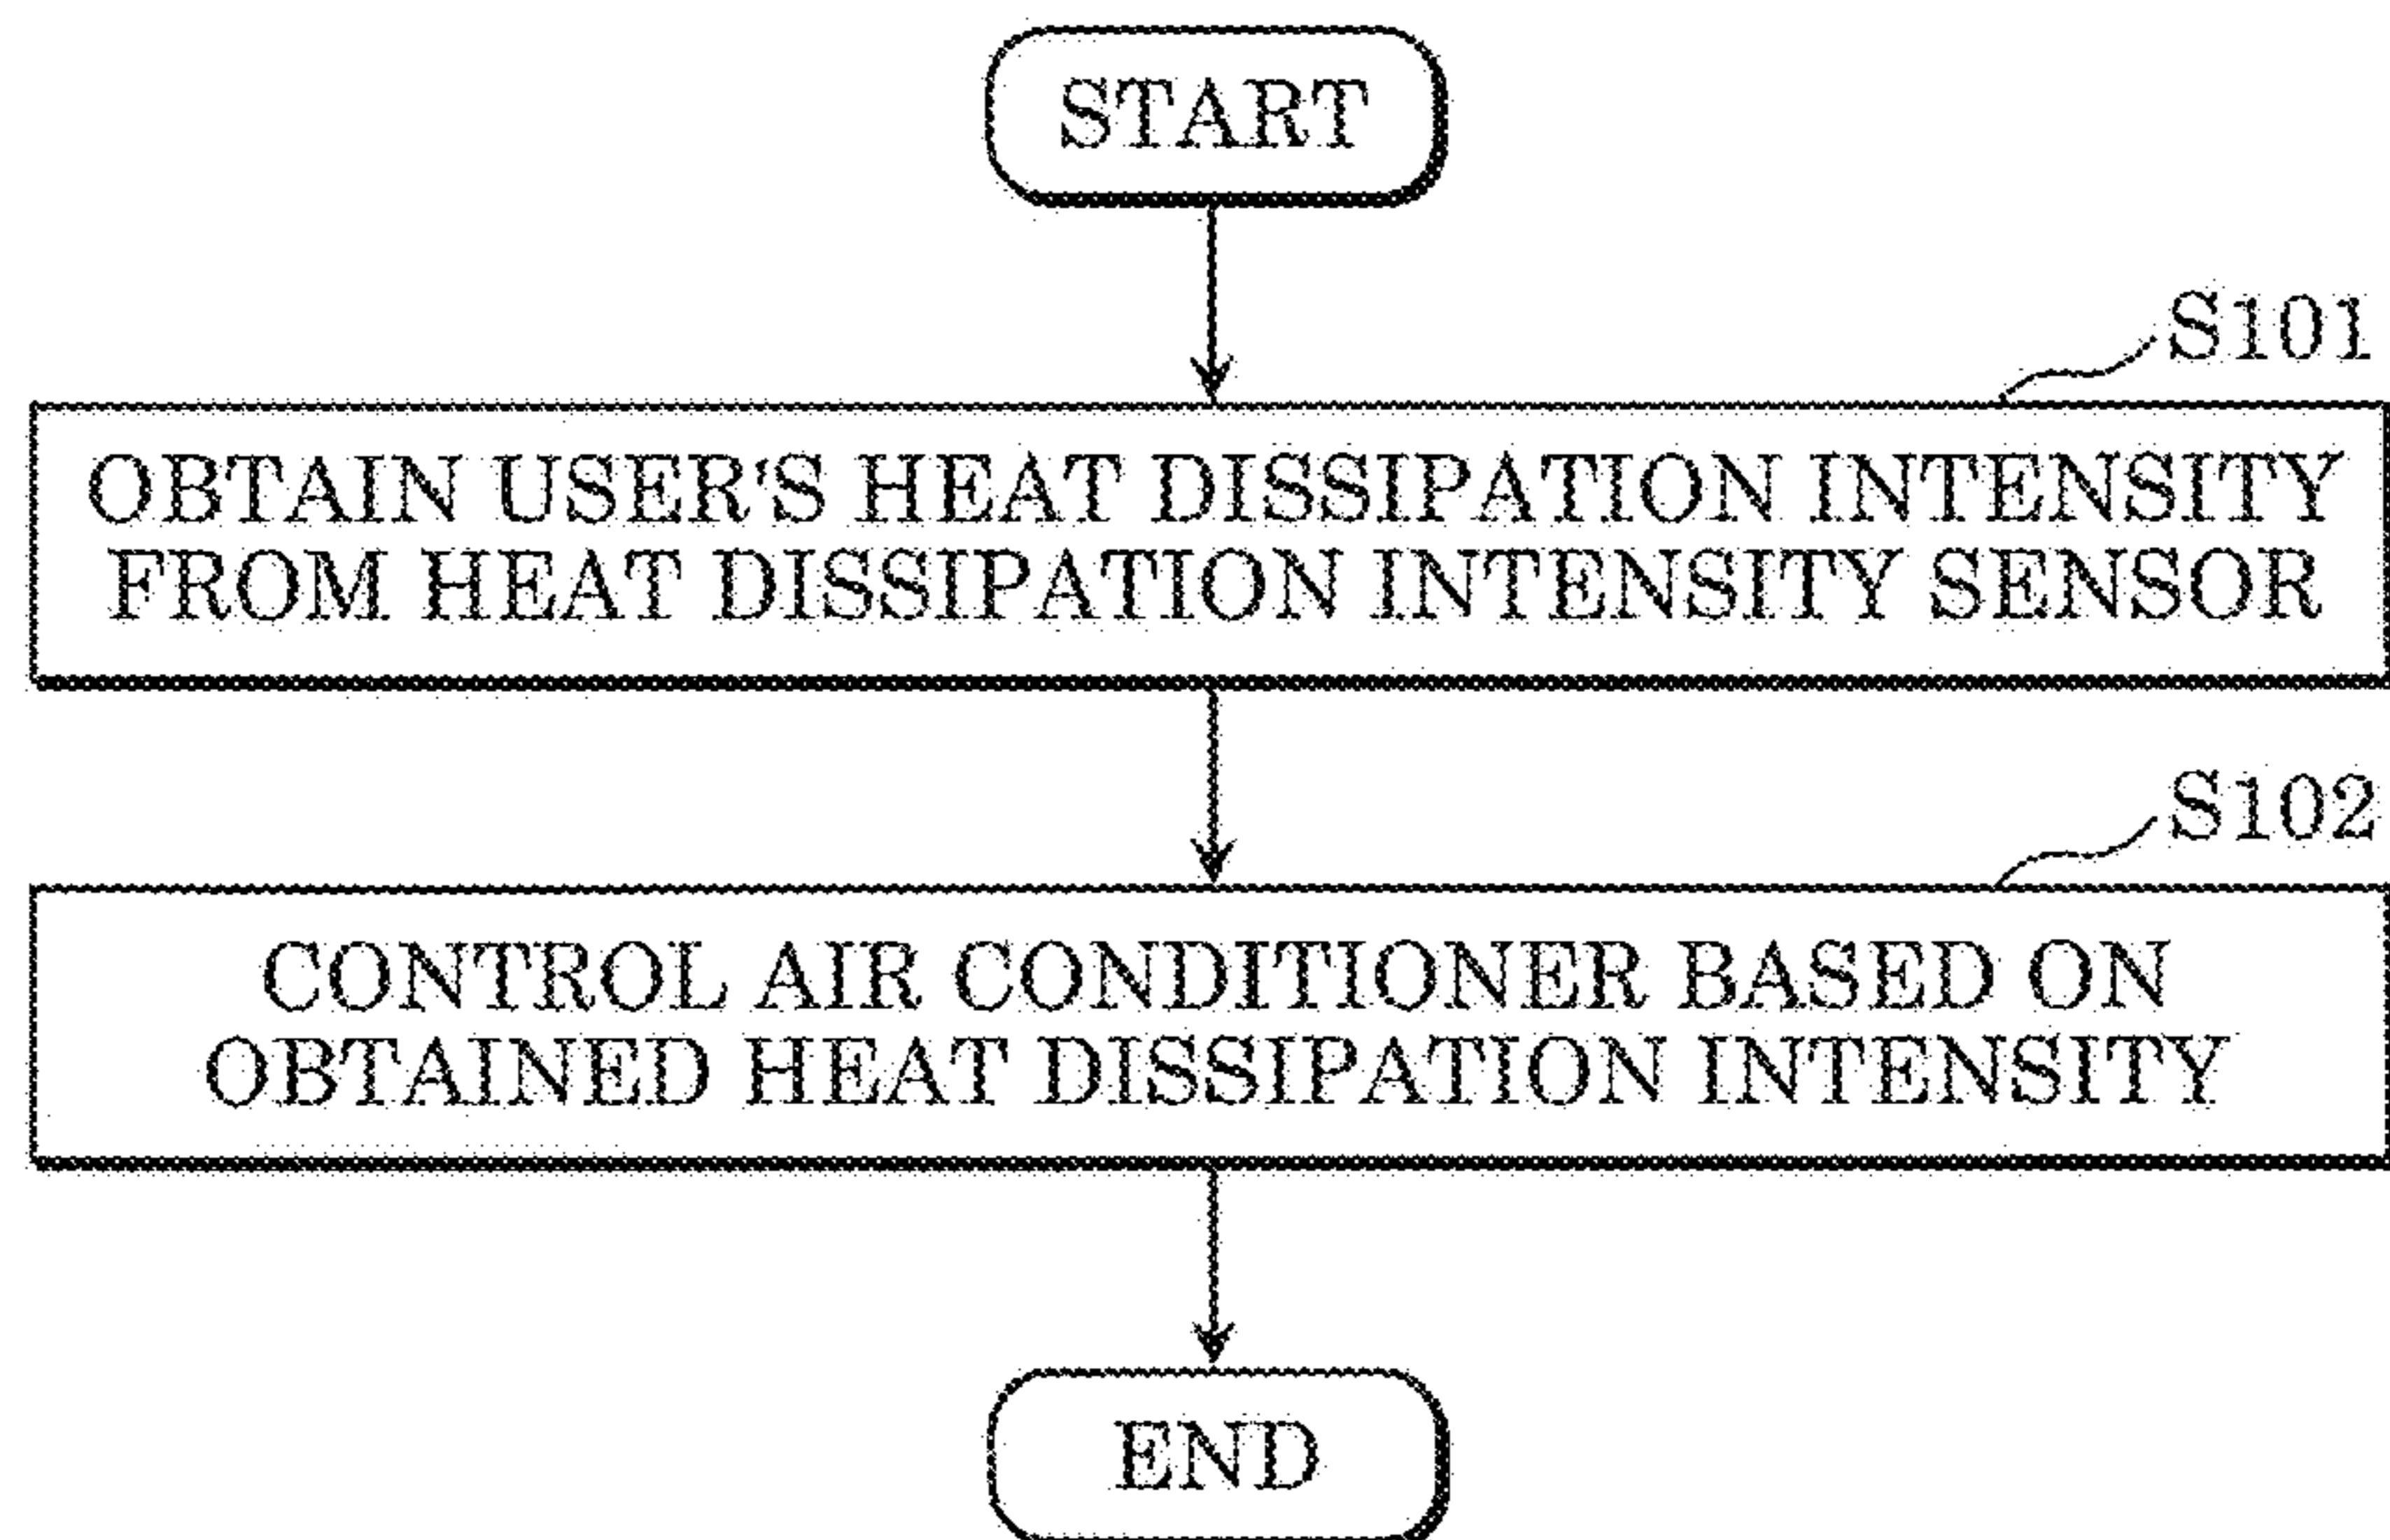 START
S101
OBTAIN USER'S HEAT DISSIPATION INTENSITY
FROM HEAT DISSIPATION INTENSITY SENSOR
S102
CONTROL AIR CONDITIONER BASED ON
OBTAINED HEAT DISSIPATION INTENSITY
END